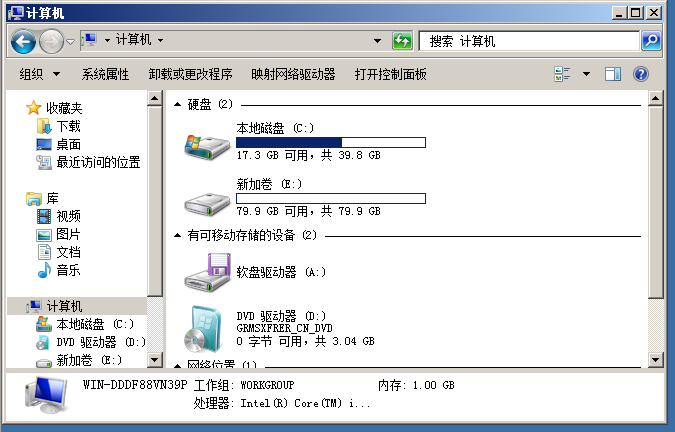 计算机
计算机
搜索 计算机
组织 系统属性 卸载或更改程序 映射网络驱动器 打开控制面板
收藏夹
下载
桌面
最近访问的位置
库
视频
图片
文档
音乐
计算机
本地磁盘 (C:)
DVD 驱动器 (D:)
新加卷 (E:)
硬盘 (2)
本地磁盘 (C:)
17.3 GB 可用，共 39.8 GB
新加卷 (E:)
79.9 GB 可用，共 79.9 GB
有可移动存储的设备 (2)
软盘驱动器 (A:)
DVD 驱动器 (D:)
GRMSXFRER_CN_DVD
0 字节 可用，共 3.04 GB
网络位置 (1)
WIN-DDDF88VN39P 工作组: WORKGROUP 内存: 1.00 GB
处理器: Intel(R) Core(TM) i...